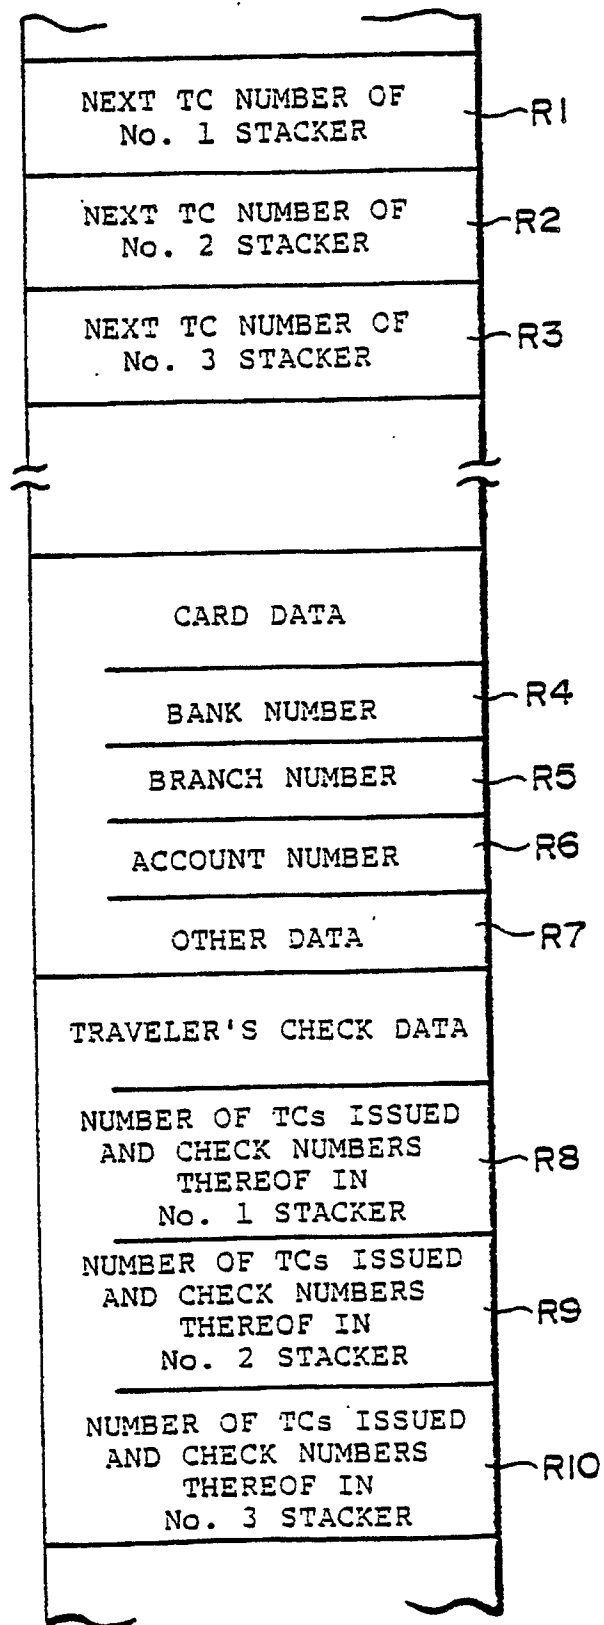 NEXT TC NUMBER OF
No. 1 STACKER
R1
NEXT TC NUMBER OF
No. 2 STACKER
R2
NEXT TC NUMBER OF
No. 3 STACKER
R3
CARD DATA
BANK NUMBER
R4
BRANCH NUMBER
R5
ACCOUNT NUMBER
R6
OTHER DATA
R7
TRAVELER'S CHECK DATA
NUMBER OF TCs ISSUED
AND CHECK NUMBERS
THEREOF IN
No. 1 STACKER
R8
NUMBER OF TCs ISSUED
AND CHECK NUMBERS
THEREOF IN
No. 2 STACKER
R9
NUMBER OF TCs ISSUED
AND CHECK NUMBERS
THEREOF IN
No. 3 STACKER
R10